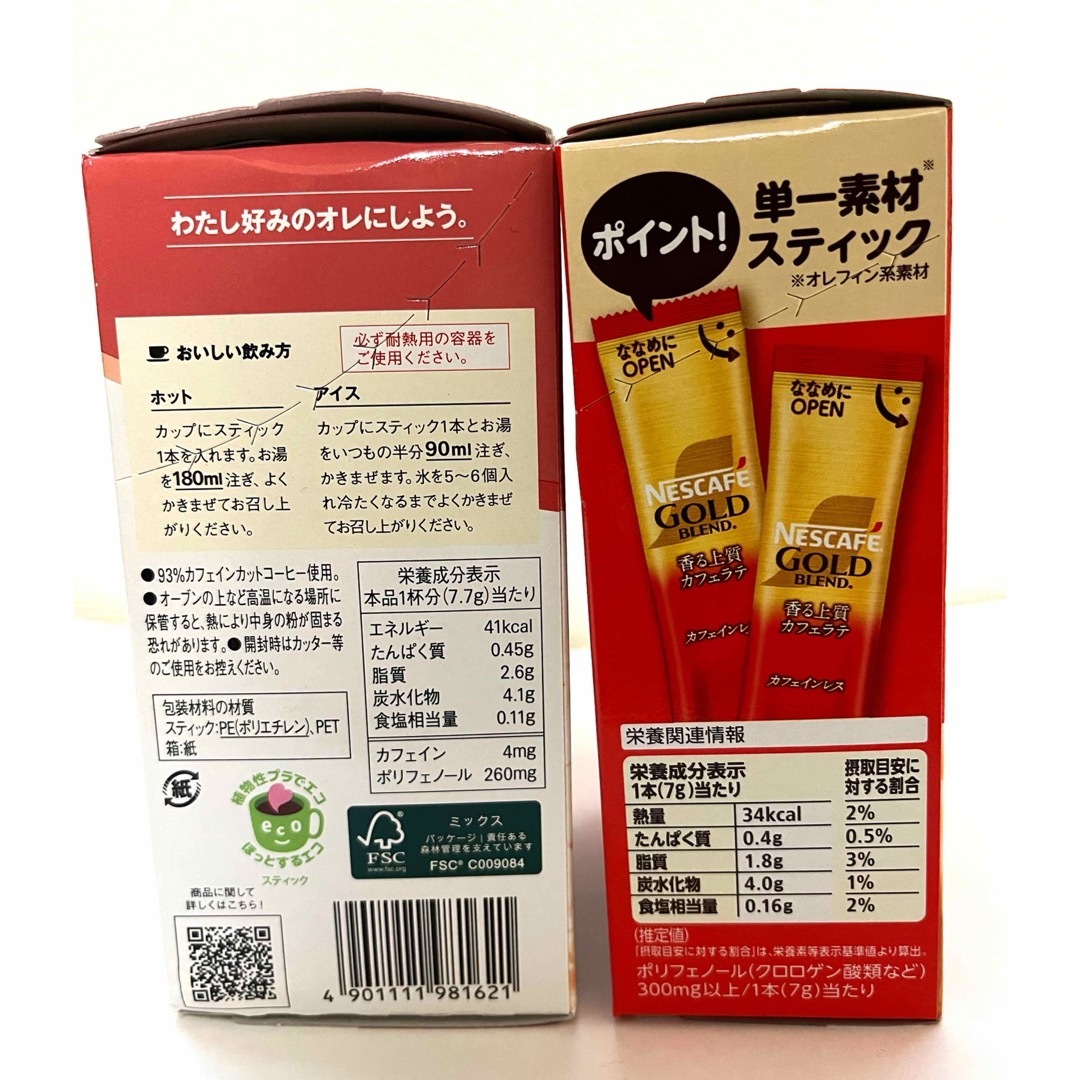 わたし好みのオレにしよう。
おいしい飲み方
必ず耐熱用の容器を
ご使用ください。
ホット
カップにスティック
1本を入れます。お湯
を180ml注ぎ、よく
かきまぜてお召し上
がりください。
アイス
カップにスティック1本とお湯
をいつもの半分90ml注ぎ、
かきまぜます。氷を5～6個入
れ冷たくなるまでよくかきまぜ
てお召し上がりください。
●93%カフェインカットコーヒー使用。
●オーブンの上など高温になる場所に
保管すると、熱により中身の粉が固まる
恐れがあります。●開封時はカッター等
のご使用をお控えください。
包装材料の材質
スティック:PE(ポリエチレン)、PET
箱:紙
栄養成分表示
本品1杯分(7.7g)当たり
エネルギー 41kcal
たんぱく質 0.45g
脂質 2.6g
炭水化物 4.1g
食塩相当量 0.11g
カフェイン 4mg
ポリフェノール 260mg
紙
植物性プラでエコ
eco
ほっとするエコ
スティック
FSC
www.fsc.org
ミックス
パッケージ|責任ある
森林管理を支えています
FSC® C009084
商品に関して
詳しくはこちら!
4 901111 981621
ポイント!
単一素材※
スティック
※オレフィン系素材
ななめに
OPEN
NESCAFÉ
GOLD
BLEND®
香る上質
カフェラテ
カフェインレ
ななめに
OPEN
NESCAFÉ
GOLD
BLEND®
香る上質
カフェラテ
カフェインレス
栄養関連情報
栄養成分表示
1本(7g)当たり
摂取目安に
対する割合
熱量 34kcal 2%
たんぱく質 0.4g 0.5%
脂質 1.8g 3%
炭水化物 4.0g 1%
食塩相当量 0.16g 2%
(推定値)
「摂取目安に対する割合」は、栄養素等表示基準値より算出。
ポリフェノール(クロロゲン酸類など)
300mg以上/1本(7g)当たり